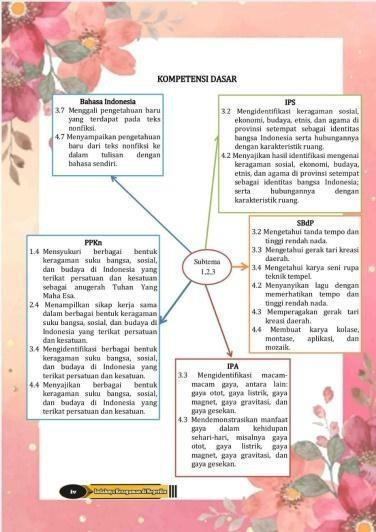 KOMPETENSI DASAR
Bahasa Indonesia
3.7 Menggali pengetahuan baru
yang terdapat pada teks
nonfiksi.
4.7 Menyampaikan pengetahuan
baru dari teks nonfiksi ke
dalam tulisan dengan
bahasa sendiri.
IPS
3.2 Mengidentifikasi keragaman sosial,
ekonomi, budaya, etnis, dan agama di
provinsi setempat sebagai identitas
bangsa Indonesia serta hubungannya
dengan karakteristik ruang.
4.2 Menyajikan hasil identifikasi mengenai
keragaman sosial, ekonomi, budaya,
etnis, dan agama di provinsi setempat
sebagai identitas bangsa Indonesia;
serta hubungannya dengan
karakteristik ruang.
SBdP
3.2 Mengetahui tanda tempo dan
tinggi rendah nada.
3.3 Mengetahui gerak tari kreasi
daerah.
3.4 Mengetahui karya seni rupa
teknik tempel.
4.2 Menyanyikan lagu dengan
memerhatikan tempo dan
tinggi rendah nada.
4.3 Memperagakan gerak tari
kreasi daerah.
4.4 Membuat karya kolase,
montase, aplikasi, dan
mozaik.
PPKn
1.4 Mensyukuri berbagai bentuk
keragaman suku bangsa, sosial,
dan budaya di Indonesia yang
terikat persatuan dan kesatuan
sebagai anugerah Tuhan Yang
Maha Esa.
2.4 Menampilkan sikap kerja sama
dalam berbagai bentuk keragaman
suku bangsa, sosial, dan budaya di
Indonesia yang terikat persatuan
dan kesatuan.
3.4 Mengidentifikasi berbagai bentuk
keragaman suku bangsa, sosial,
dan budaya di Indonesia yang
terikat persatuan dan kesatuan.
4.4 Menyajikan berbagai bentuk
keragaman suku bangsa, sosial,
dan budaya di Indonesia yang
terikat persatuan dan kesatuan.
Subtema
1,2,3
IPA
3.3 Mengidentifikasi macam-
macam gaya, antara lain:
gaya otot, gaya listrik, gaya
magnet, gaya gravitasi, dan
gaya gesekan.
4.3 Mendemonstrasikan manfaat
gaya dalam kehidupan
sehari-hari, misalnya gaya
otot, gaya listrik, gaya
magnet, gaya gravitasi, dan
gaya gesekan.
iv
Indahnya Keragaman di Negeriku